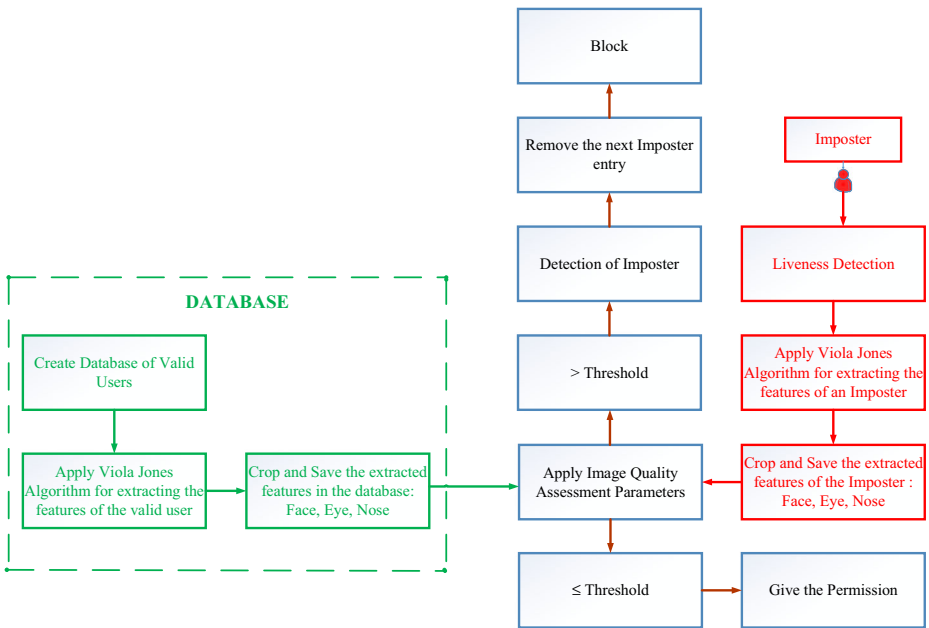 Block
Remove the next Imposter
entry
Imposter
Detection of Imposter
Liveness Detection
DATABASE
Create Database of Valid
Users
> Threshold
Apply Viola Jones
Algorithm for extracting the
features of an Imposter
Apply Viola Jones
Algorithm for extracting the
features of the valid user
Crop and Save the extracted
features in the database:
Face, Eye, Nose
Apply Image Quality
Assessment Parameters
Crop and Save the extracted
features of the Imposter :
Face, Eye, Nose
≤ Threshold
Give the Permission